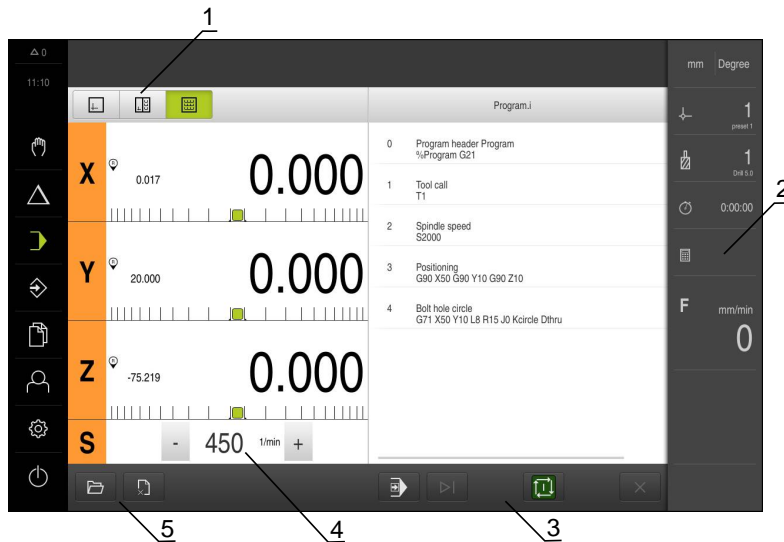 1
0
11:10
mm Degree
Program.i
1
preset 1
X
R
0.017
0.000
0 Program header Program
%Program G21
1 Tool call
T1
1
Drill 5.0
2
0:00:00
2 Spindle speed
S2000
Y
R
20.000
0.000
3 Positioning
G90 X50 G90 Y10 G90 Z10
4 Bolt hole circle
G71 X50 Y10 L8 R15 J0 Kcircle Dthru
F mm/min
0
Z
R
-75.219
0.000
S - 450 1/min +
5
4
3